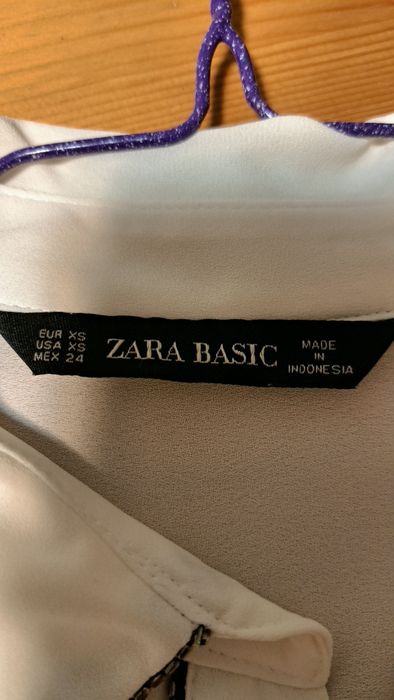 EUR XS
USA XS
MEX 24
ZARA BASIC
MADE
IN
INDONESIA